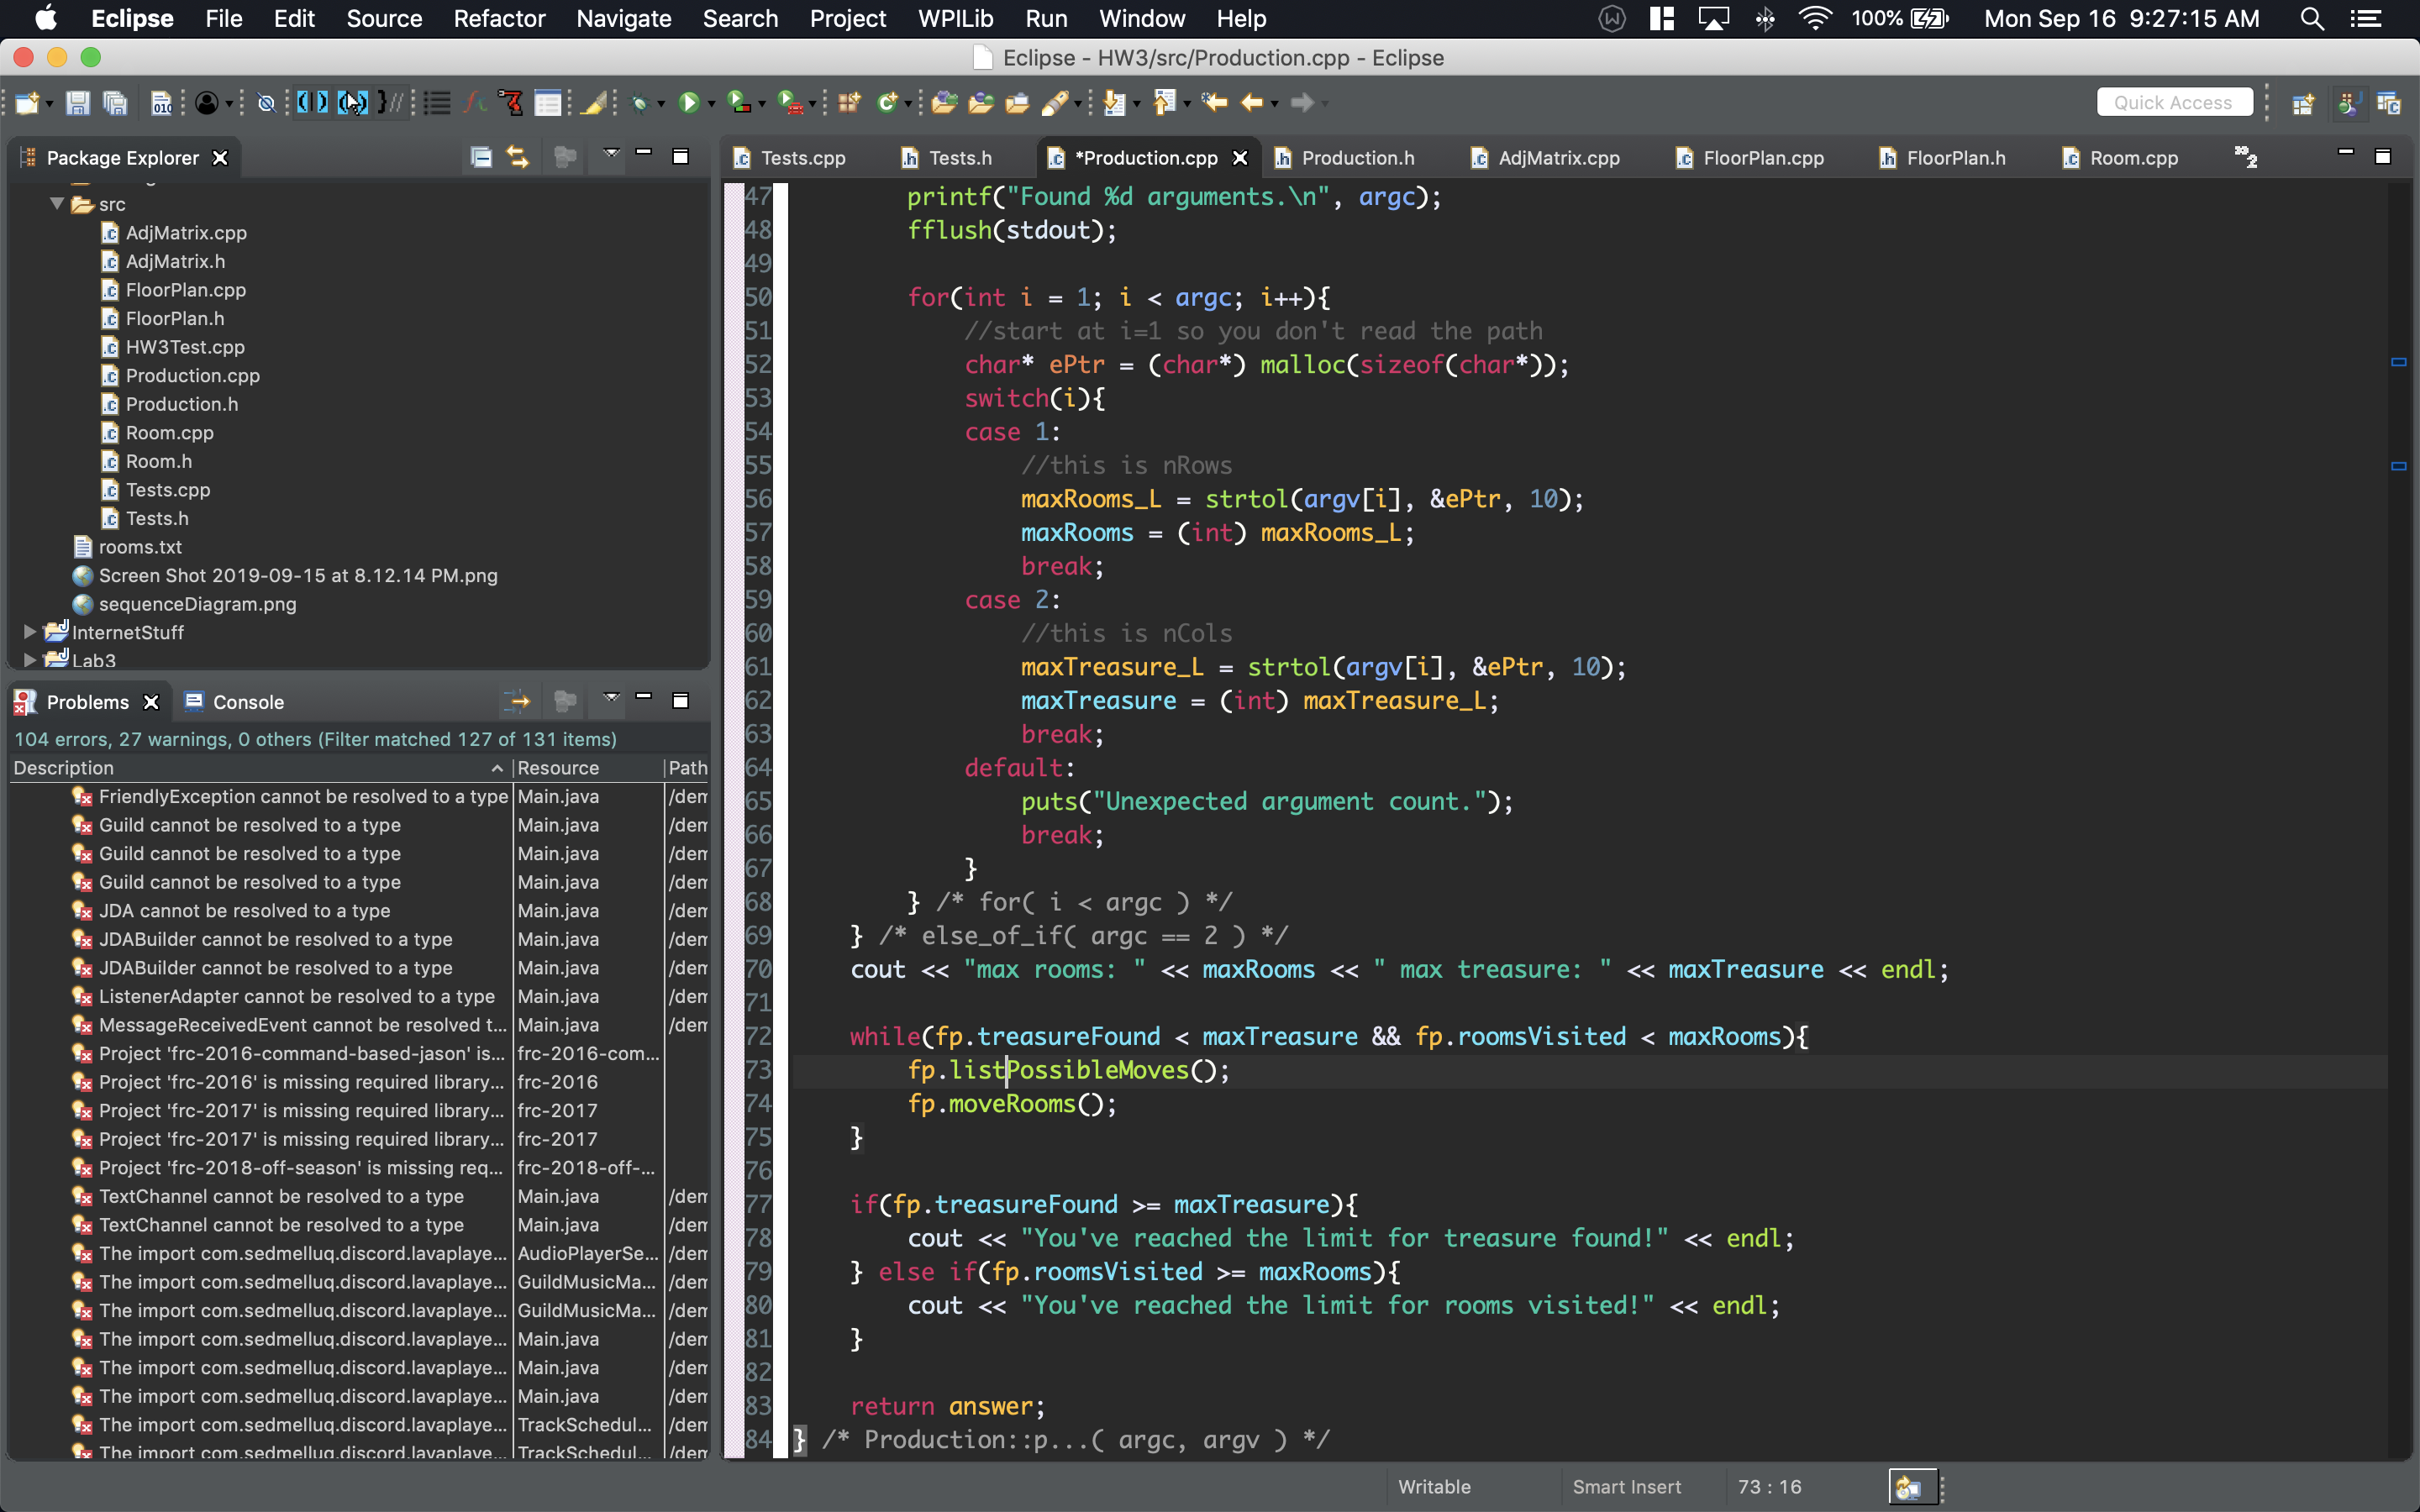 Eclipse File Edit Source Refactor Navigate Search Project WPILib Run Window Help 100% Mon Sep 16 9:27:15 AM
Eclipse - HW3/src/Production.cpp - Eclipse
Quick Access
Package Explorer
src
AdjMatrix.cpp
AdjMatrix.h
FloorPlan.cpp
FloorPlan.h
HW3Test.cpp
Production.cpp
Production.h
Room.cpp
Room.h
Tests.cpp
Tests.h
rooms.txt
Screen Shot 2019-09-15 at 8.12.14 PM.png
sequenceDiagram.png
InternetStuff
Lab3
Problems Console
104 errors, 27 warnings, 0 others (Filter matched 127 of 131 items)
Description Resource Path
FriendlyException cannot be resolved to a type Main.java /dem
Guild cannot be resolved to a type Main.java /dem
Guild cannot be resolved to a type Main.java /dem
Guild cannot be resolved to a type Main.java /dem
JDA cannot be resolved to a type Main.java /dem
JDABuilder cannot be resolved to a type Main.java /dem
JDABuilder cannot be resolved to a type Main.java /dem
ListenerAdapter cannot be resolved to a type Main.java /dem
MessageReceivedEvent cannot be resolved t... Main.java /dem
Project 'frc-2016-command-based-jason' is... frc-2016-com...
Project 'frc-2016' is missing required library... frc-2016
Project 'frc-2017' is missing required library... frc-2017
Project 'frc-2017' is missing required library... frc-2017
Project 'frc-2018-off-season' is missing req... frc-2018-off-...
TextChannel cannot be resolved to a type Main.java /dem
TextChannel cannot be resolved to a type Main.java /dem
The import com.sedmelluq.discord.lavaplaye... AudioPlayerSe... /dem
The import com.sedmelluq.discord.lavaplaye... GuildMusicMa... /dem
The import com.sedmelluq.discord.lavaplaye... GuildMusicMa... /dem
The import com.sedmelluq.discord.lavaplaye... Main.java /dem
The import com.sedmelluq.discord.lavaplaye... Main.java /dem
The import com.sedmelluq.discord.lavaplaye... Main.java /dem
The import com.sedmelluq.discord.lavaplaye... TrackSchedul... /dem
The import com.sedmelluq.discord.lavaplaye... TrackSchedul... /dem
Tests.cpp Tests.h *Production.cpp Production.h AdjMatrix.cpp FloorPlan.cpp FloorPlan.h Room.cpp »2
47 printf("Found %d arguments.\n", argc);
48 fflush(stdout);
49
50 for(int i = 1; i < argc; i++){
51 //start at i=1 so you don't read the path
52 char* ePtr = (char*) malloc(sizeof(char*));
53 switch(i){
54 case 1:
55 //this is nRows
56 maxRooms_L = strtol(argv[i], &ePtr, 10);
57 maxRooms = (int) maxRooms_L;
58 break;
59 case 2:
60 //this is nCols
61 maxTreasure_L = strtol(argv[i], &ePtr, 10);
62 maxTreasure = (int) maxTreasure_L;
63 break;
64 default:
65 puts("Unexpected argument count.");
66 break;
67 }
68 } /* for( i < argc ) */
69 } /* else_of_if( argc == 2 ) */
70 cout << "max rooms: " << maxRooms << " max treasure: " << maxTreasure << endl;
71
72 while(fp.treasureFound < maxTreasure && fp.roomsVisited < maxRooms){
73 fp.listPossibleMoves();
74 fp.moveRooms();
75 }
76
77 if(fp.treasureFound >= maxTreasure){
78 cout << "You've reached the limit for treasure found!" << endl;
79 } else if(fp.roomsVisited >= maxRooms){
80 cout << "You've reached the limit for rooms visited!" << endl;
81 }
82
83 return answer;
84 } /* Production::p...( argc, argv ) */
Writable Smart Insert 73 : 16